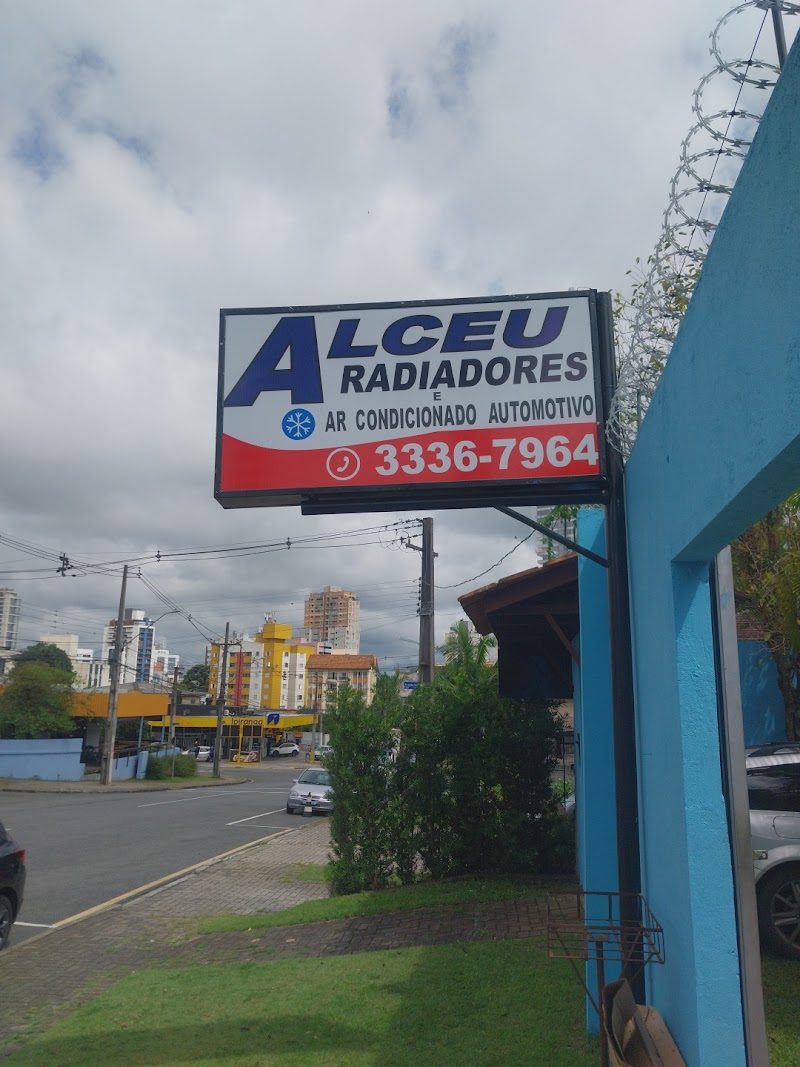 ALCEU
RADIADORES
E
AR CONDICIONADO AUTOMOTIVO
3336-7964
Ipiranga